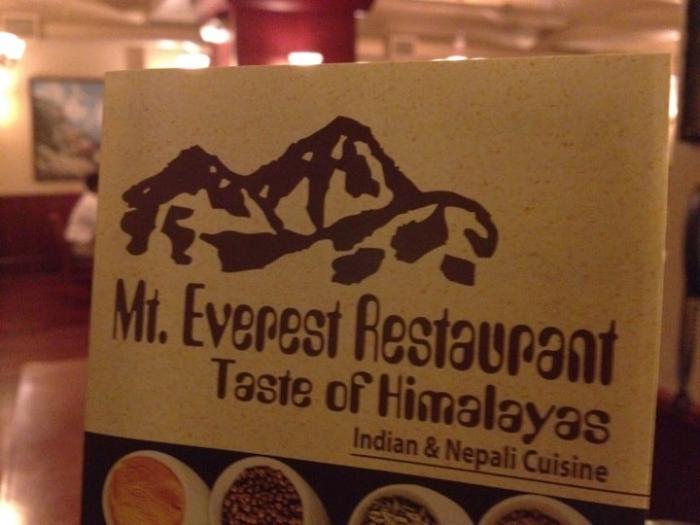 Mt. Everest Restaurant
Taste of Himalayas
Indian & Nepali Cuisine